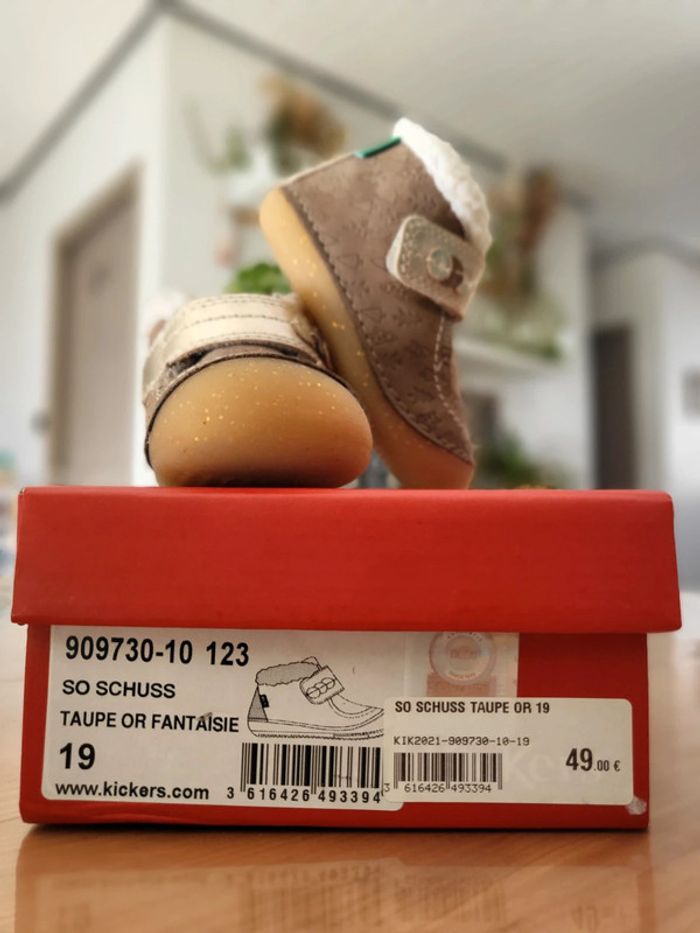 909730-10 123
SO SCHUSS
TAUPE OR FANTAISIE
19
www.kickers.com
3 616426 493394
SO SCHUSS TAUPE OR 19
KIK2021-909730-10-19
49.00 €
3 616426 493394